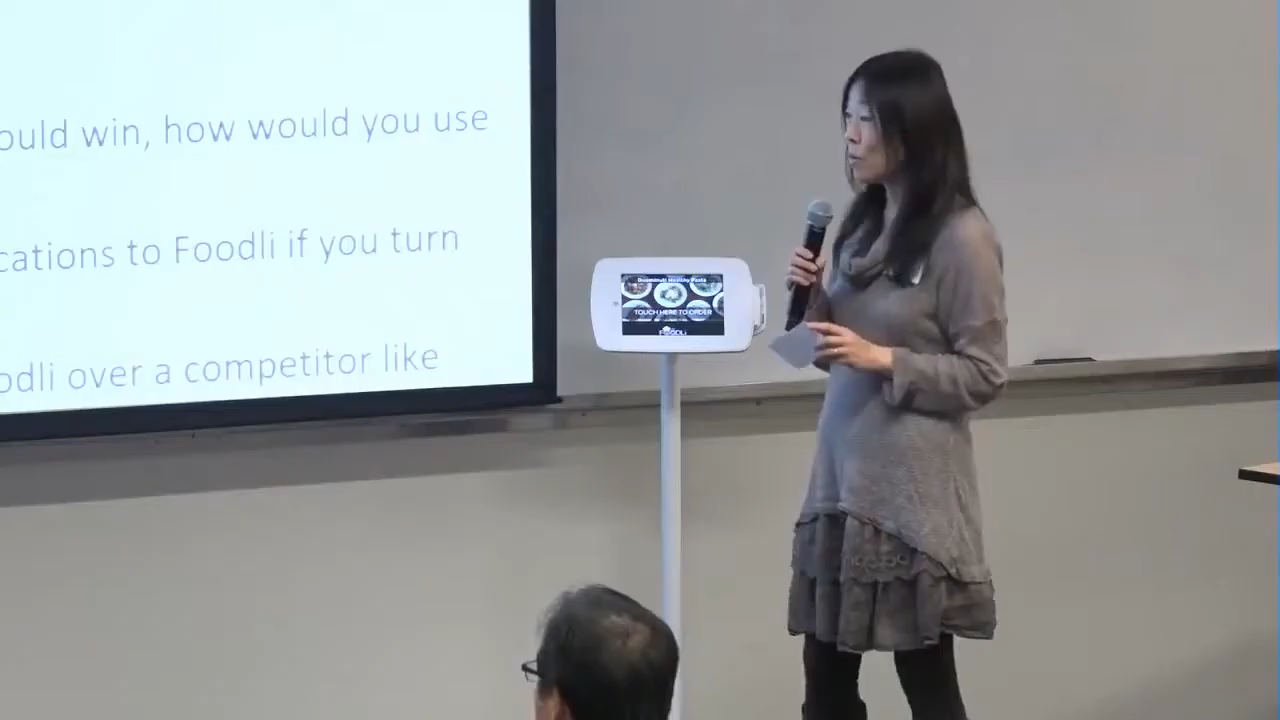 ould win, how would you use
cations to Foodli if you turn
odli over a competitor like
TOUCH HERE TO ORDER
FOODLi